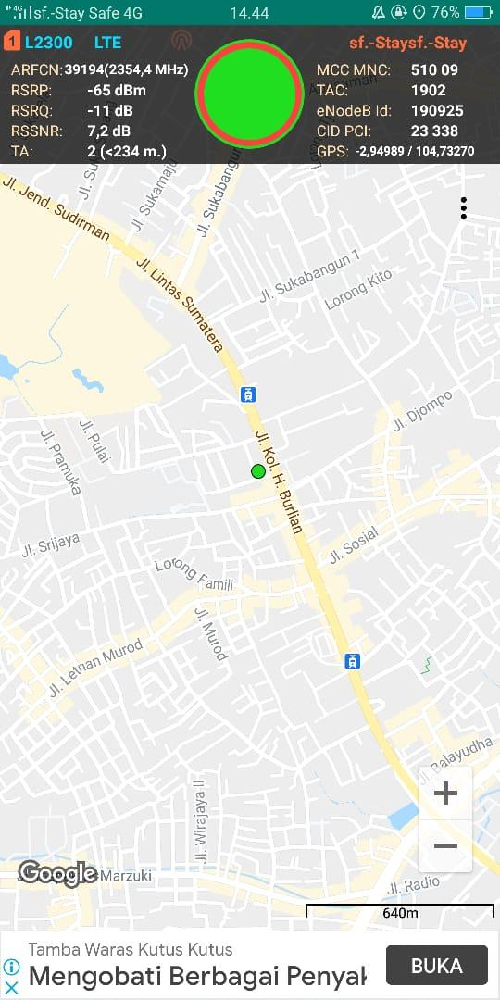 4G sf.-Stay Safe 4G 14.44 76%
1 L2300 LTE sf.-Staysf.-Stay
ARFCN: 39194(2354,4 MHz) MCC MNC: 510 09
RSRP: -65 dBm TAC: 1902
RSRQ: -11 dB eNodeB Id: 190925
RSSNR: 7,2 dB CID PCI: 23 338
TA: 2 (<234 m.) GPS: -2,94989 / 104,73270
Jl. Sukamaju
Jl. Sukabangun
Jl. Jend. Sudirman
Jl. Lintas Sumatera
Jl. Sukabangun 1
Lorong Kito
Jl. Djompo
Jl. Pulai
Jl. Pramuka
Jl. Kol. H. Burlian
Jl. Srijaya
Jl. Sosial
Lorong Famili
Jl. Murod
Jl. Letnan Murod
Jl. Balayudha
Jl. Wirajaya II
Google
Marzuki
Jl. Radio
640m
Tamba Waras Kutus Kutus
Mengobati Berbagai Penyak
BUKA